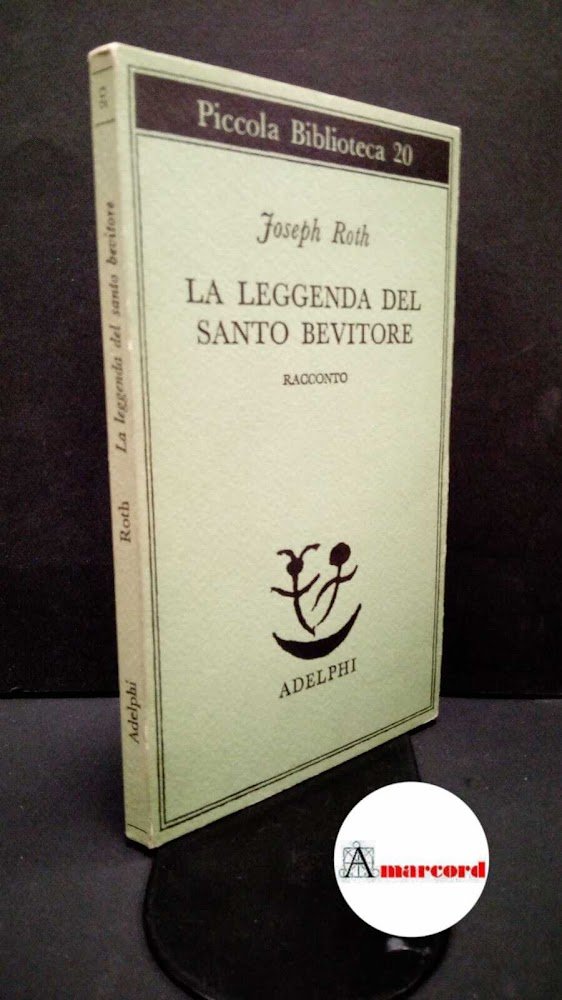 Piccola Biblioteca 20
Joseph Roth
LA LEGGENDA DEL
SANTO BEVITORE
RACCONTO
ADELPHI
20
La leggenda del santo bevitore
Roth
Adelphi
Amarcord